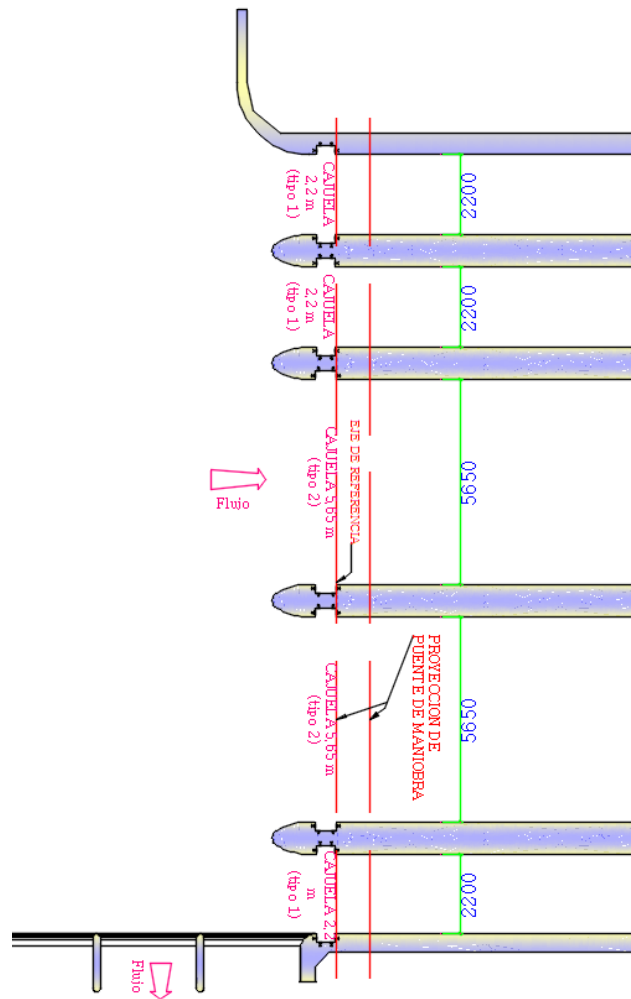 CAJUELA
2,2 m
(tipo 1)
2200
CAJUELA
2,2 m
(tipo 1)
2200
CAJUELA 5,65 m
(tipo 2)
EJE DE REFERENCIA
5650
Flujo
CAJUELA 5,65 m
(tipo 2)
PROYECCION DE
PUENTE DE MANIOBRA
5650
CAJUELA 2,2
m
(tipo 1)
2200
Flujo